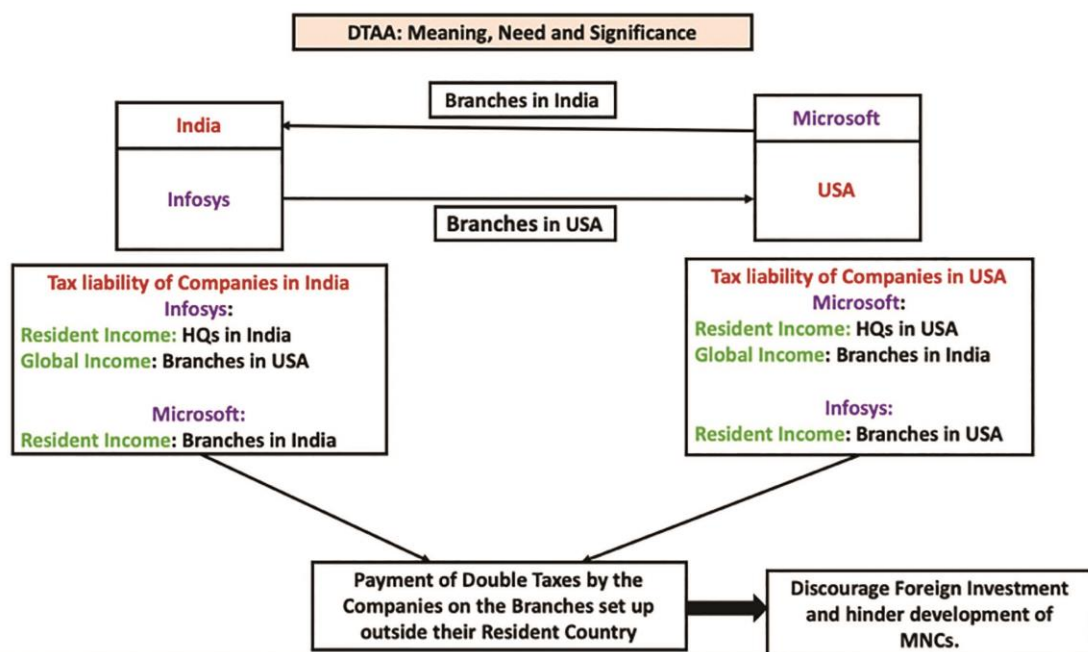 DTAA: Meaning, Need and Significance
Branches in India
India
Infosys
Microsoft
USA
Branches in USA
Tax liability of Companies in India
Infosys:
Resident Income: HQs in India
Global Income: Branches in USA
Microsoft:
Resident Income: Branches in India
Tax liability of Companies in USA
Microsoft:
Resident Income: HQs in USA
Global Income: Branches in India
Infosys:
Resident Income: Branches in USA
Payment of Double Taxes by the
Companies on the Branches set up
outside their Resident Country
Discourage Foreign Investment
and hinder development of
MNCs.